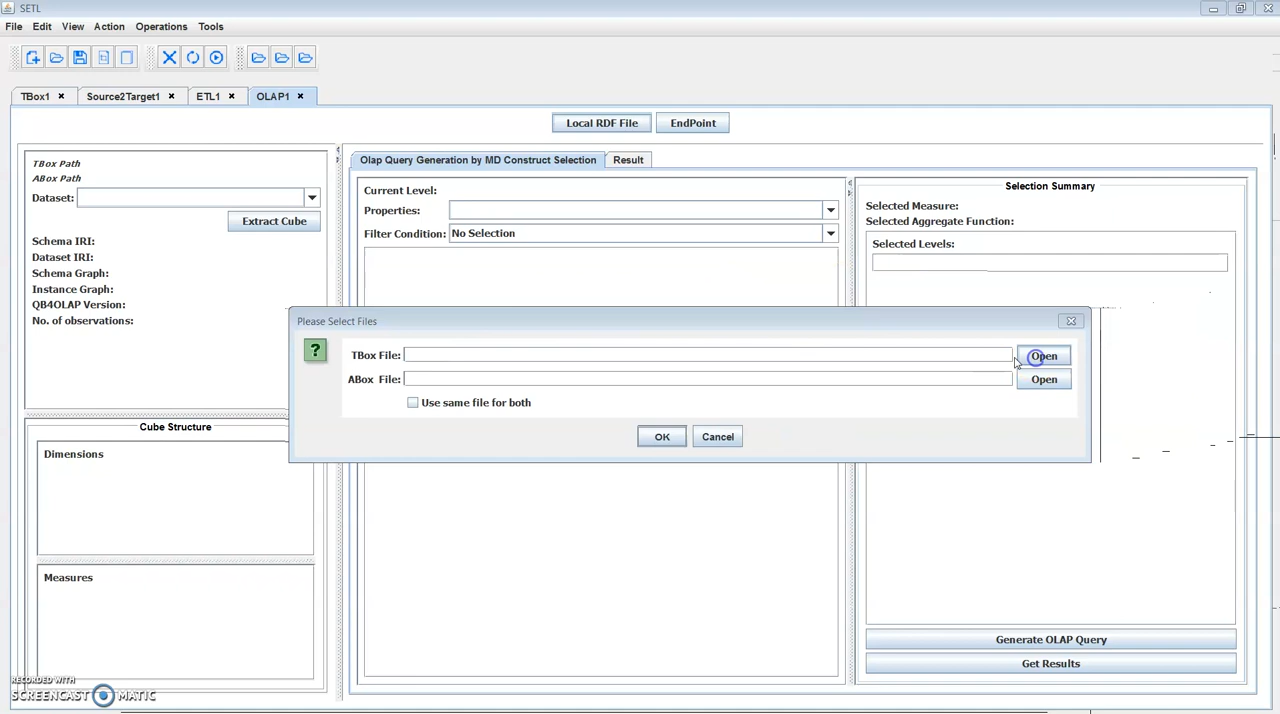 SETL
File Edit View Action Operations Tools
TBox1 Source2Target1 ETL1 OLAP1
Local RDF File EndPoint
TBox Path
ABox Path
Dataset:
Extract Cube
Schema IRI:
Dataset IRI:
Schema Graph:
Instance Graph:
QB4OLAP Version:
No. of observations:
Cube Structure
Dimensions
Measures
Olap Query Generation by MD Construct Selection Result
Current Level:
Properties:
Filter Condition: No Selection
Selection Summary
Selected Measure:
Selected Aggregate Function:
Selected Levels:
Please Select Files
?
TBox File: Open
ABox File: Open
Use same file for both
OK Cancel
Generate OLAP Query
Get Results
RECORDED WITH
SCREENCAST MATIC